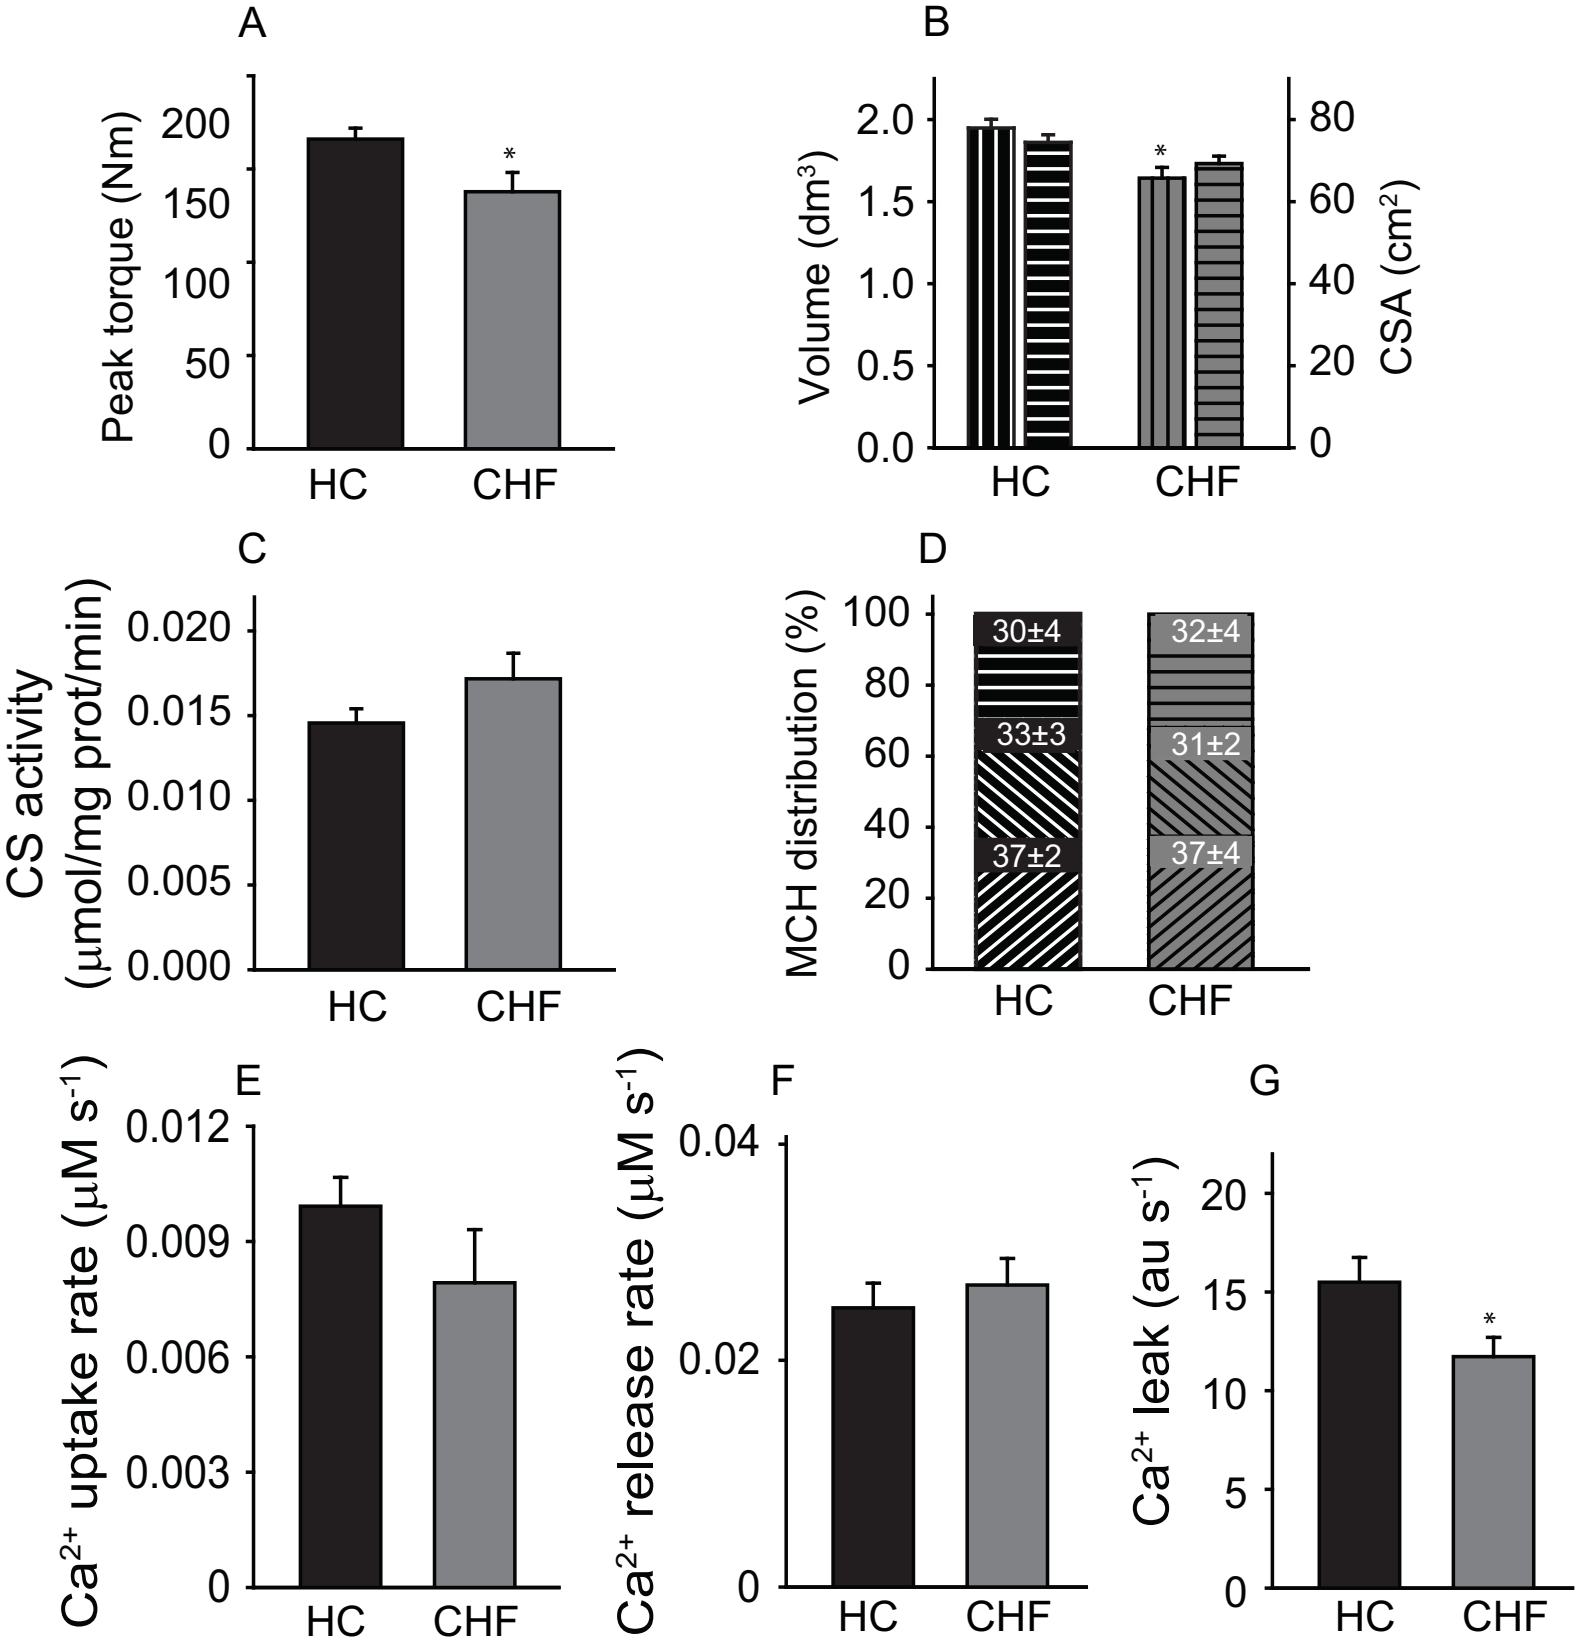 A
Peak torque (Nm)
200
150
100
50
0
*
HC
CHF
B
Volume (dm³)
2.0
1.5
1.0
0.5
0.0
*
80
60
40
20
0
CSA (cm²)
HC
CHF
C
CS activity
(µmol/mg prot/min)
0.020
0.015
0.010
0.005
0.000
HC
CHF
D
MCH distribution (%)
100
80
60
40
20
0
30±4
33±3
37±2
32±4
31±2
37±4
HC
CHF
E
Ca²⁺ uptake rate (µM s⁻¹)
0.012
0.009
0.006
0.003
0
HC
CHF
F
Ca²⁺ release rate (µM s⁻¹)
0.04
0.02
0
HC
CHF
G
Ca²⁺ leak (au s⁻¹)
20
15
10
5
0
*
HC
CHF